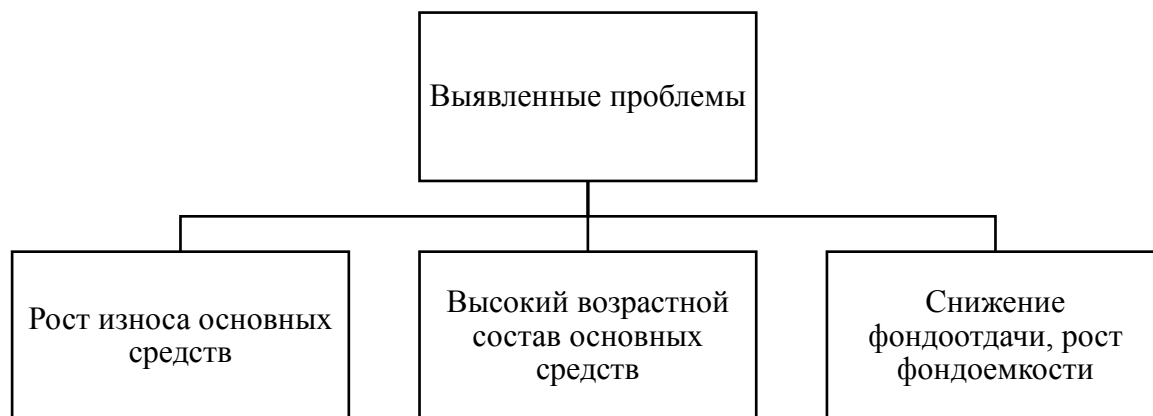 Выявленные проблемы
Рост износа основных
средств
Высокий возрастной
состав основных
средств
Снижение
фондоотдачи, рост
фондоемкости